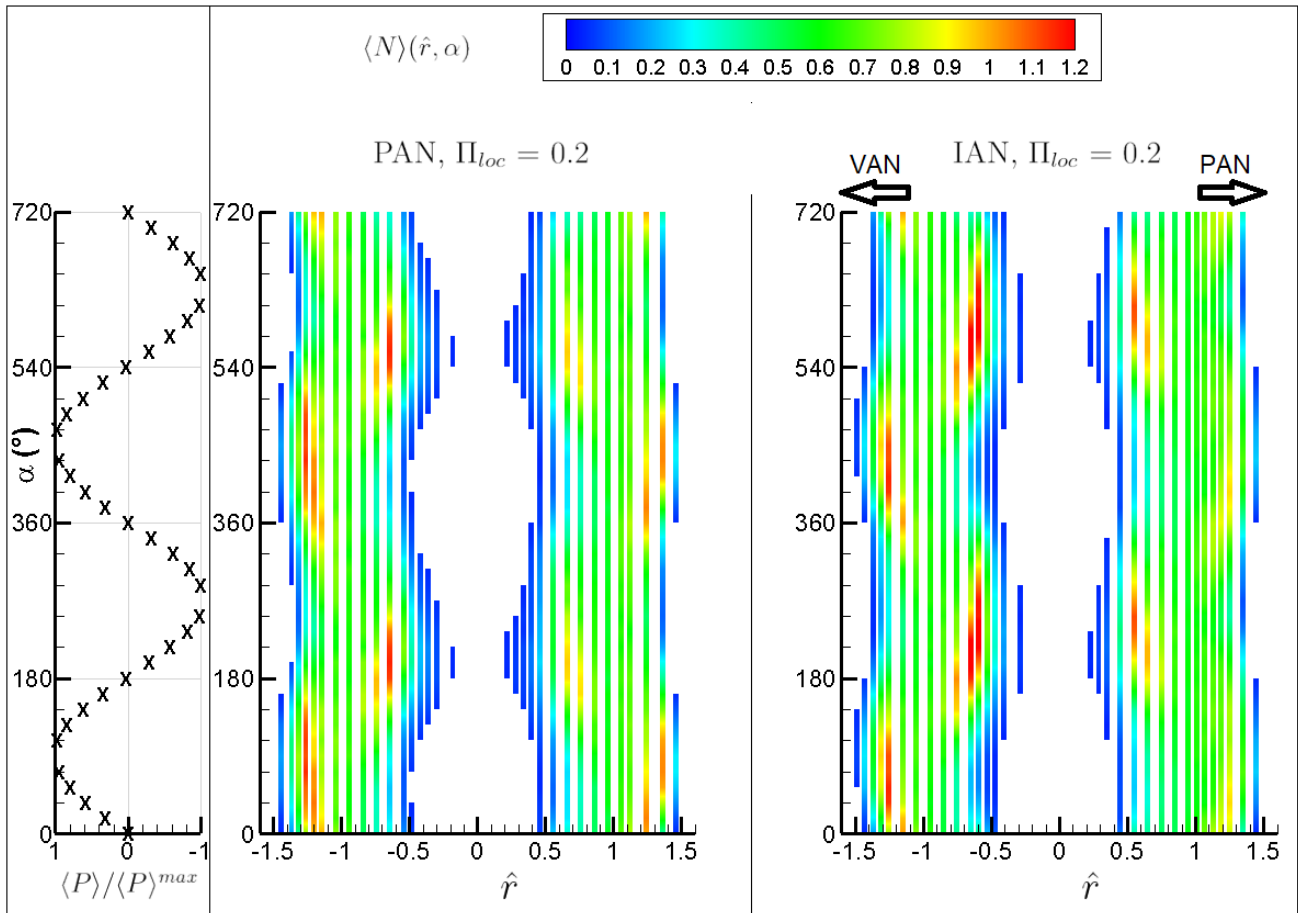 ⟨N⟩(r̂, α)
0 0.1 0.2 0.3 0.4 0.5 0.6 0.7 0.8 0.9 1 1.1 1.2
PAN, Π_loc = 0.2
IAN, Π_loc = 0.2
VAN
PAN
α (°)
720
540
360
180
0
1 0 -1
⟨P⟩/⟨P⟩^max
720
540
360
180
0
-1.5 -1 -0.5 0 0.5 1 1.5
r̂
720
540
360
180
0
-1.5 -1 -0.5 0 0.5 1 1.5
r̂